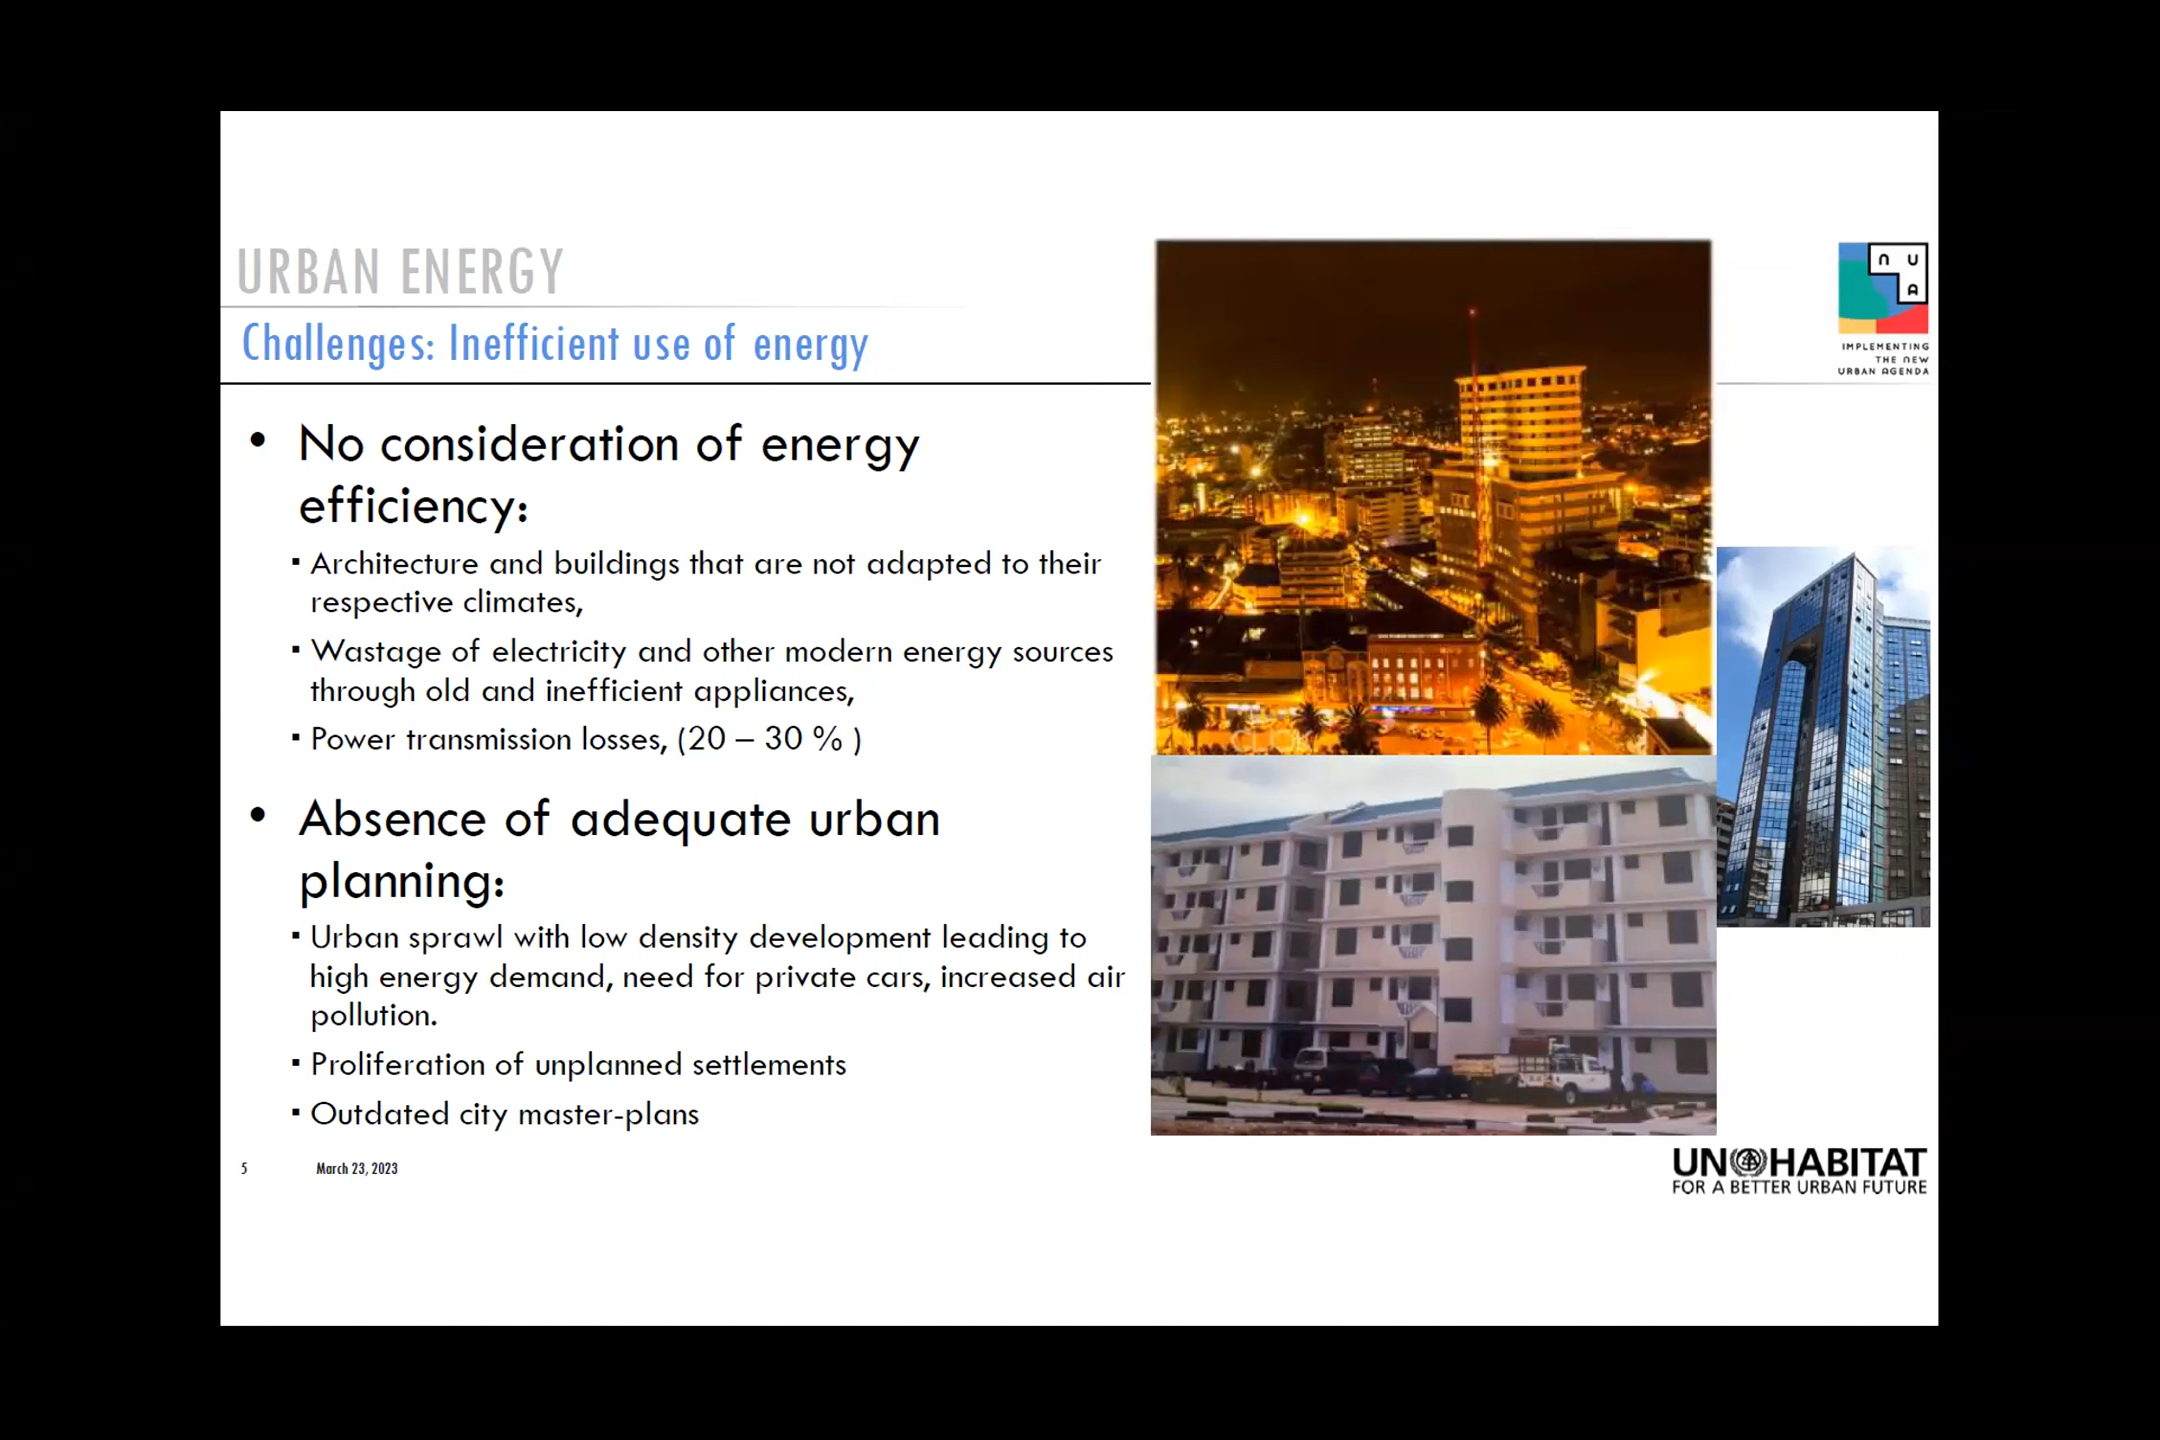 URBAN ENERGY
Challenges: Inefficient use of energy
• No consideration of energy
efficiency:
▪ Architecture and buildings that are not adapted to their
respective climates,
▪ Wastage of electricity and other modern energy sources
through old and inefficient appliances,
▪ Power transmission losses, (20 – 30 % )
• Absence of adequate urban
planning:
▪ Urban sprawl with low density development leading to
high energy demand, need for private cars, increased air
pollution.
▪ Proliferation of unplanned settlements
▪ Outdated city master-plans
5 March 23, 2023
N U
A
IMPLEMENTING
THE NEW
URBAN AGENDA
UN HABITAT
FOR A BETTER URBAN FUTURE